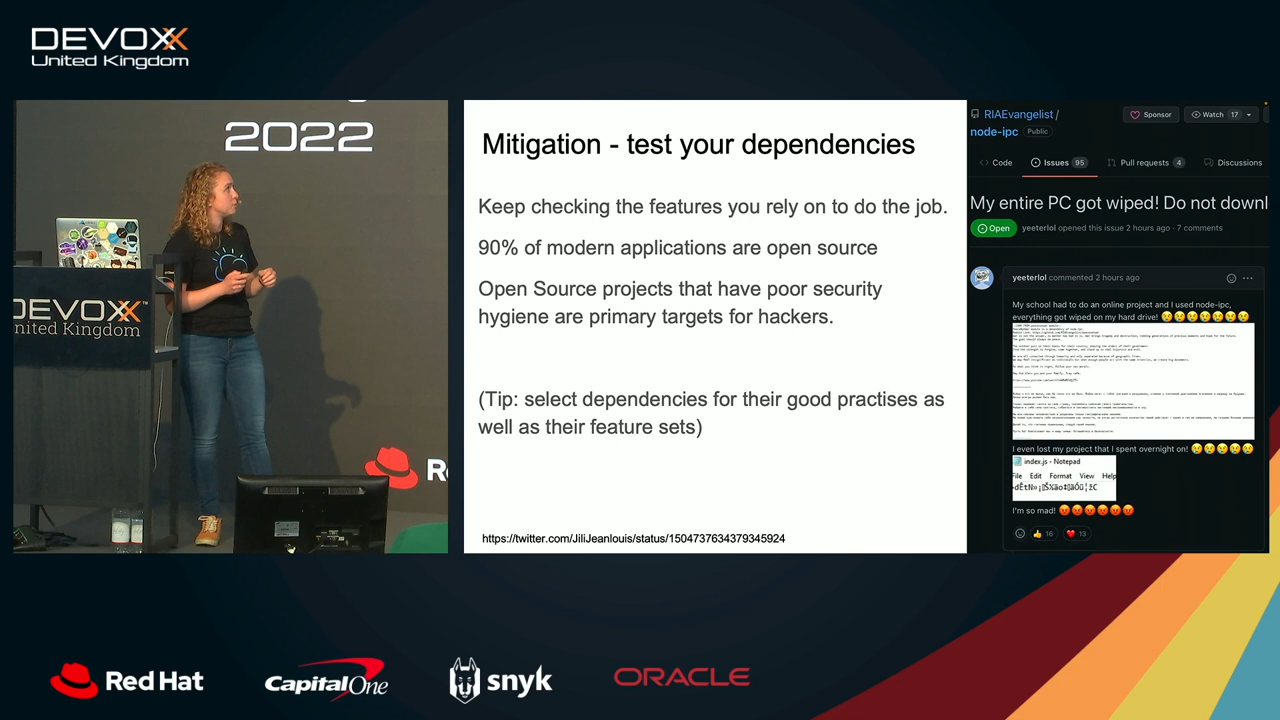 DEVOXX
United Kingdom
2022
DEVOXX™
nited Kingdom
R
Mitigation - test your dependencies
Keep checking the features you rely on to do the job.
90% of modern applications are open source
Open Source projects that have poor security
hygiene are primary targets for hackers.
(Tip: select dependencies for their good practises as
well as their feature sets)
https://twitter.com/JiliJeanlouis/status/1504737634379345924
RIAEvangelist /
node-ipc Public
Sponsor
Watch 17
Code
Issues 95
Pull requests 4
Discussions
My entire PC got wiped! Do not downl
Open yeeterlol opened this issue 2 hours ago · 7 comments
yeeterlol commented 2 hours ago
My school had to do an online project and I used node-ipc,
everything got wiped on my hard drive! 😢😢😢😢😢😢😢
I even lost my project that I spent overnight on! 😢😢😢😢😢
index.js - Notepad
File Edit Format View Help
I'm so mad! 😡😡😡😡😡😡
👍 16 ❤️ 13
Red Hat
CapitalOne
snyk
ORACLE